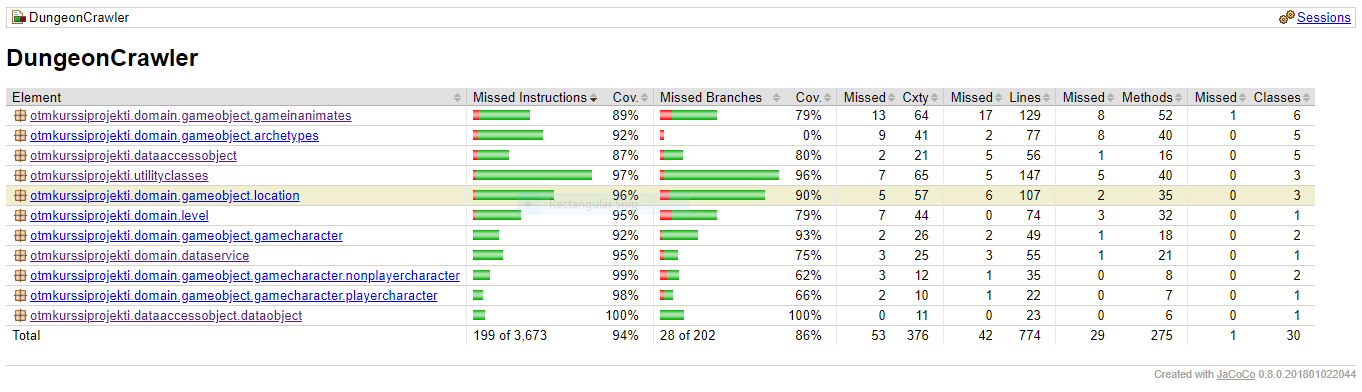 DungeonCrawler Sessions
DungeonCrawler
Element Missed Instructions Cov. Missed Branches Cov. Missed Cxty Missed Lines Missed Methods Missed Classes
otmkurssiprojekti.domain.gameobject.gameinanimates 89% 79% 13 64 17 129 8 52 1 6
otmkurssiprojekti.domain.gameobject.archetypes 92% 0% 9 41 2 77 8 40 0 5
otmkurssiprojekti.dataaccessobject 87% 80% 2 21 5 56 1 16 0 5
otmkurssiprojekti.utilityclasses 97% 96% 7 65 5 147 5 40 0 3
otmkurssiprojekti.domain.gameobject.location 96% 90% 5 57 6 107 2 35 0 3
Rectangular Snip
otmkurssiprojekti.domain.level 95% 79% 7 44 0 74 3 32 0 1
otmkurssiprojekti.domain.gameobject.gamecharacter 92% 93% 2 26 2 49 1 18 0 2
otmkurssiprojekti.domain.dataservice 95% 75% 3 25 3 55 1 21 0 1
otmkurssiprojekti.domain.gameobject.gamecharacter.nonplayercharacter 99% 62% 3 12 1 35 0 8 0 2
otmkurssiprojekti.domain.gameobject.gamecharacter.playercharacter 98% 66% 2 10 1 22 0 7 0 1
otmkurssiprojekti.dataaccessobject.dataobject 100% 100% 0 11 0 23 0 6 0 1
Total 199 of 3,673 94% 28 of 202 86% 53 376 42 774 29 275 1 30
Created with JaCoCo 0.8.0.201801022044